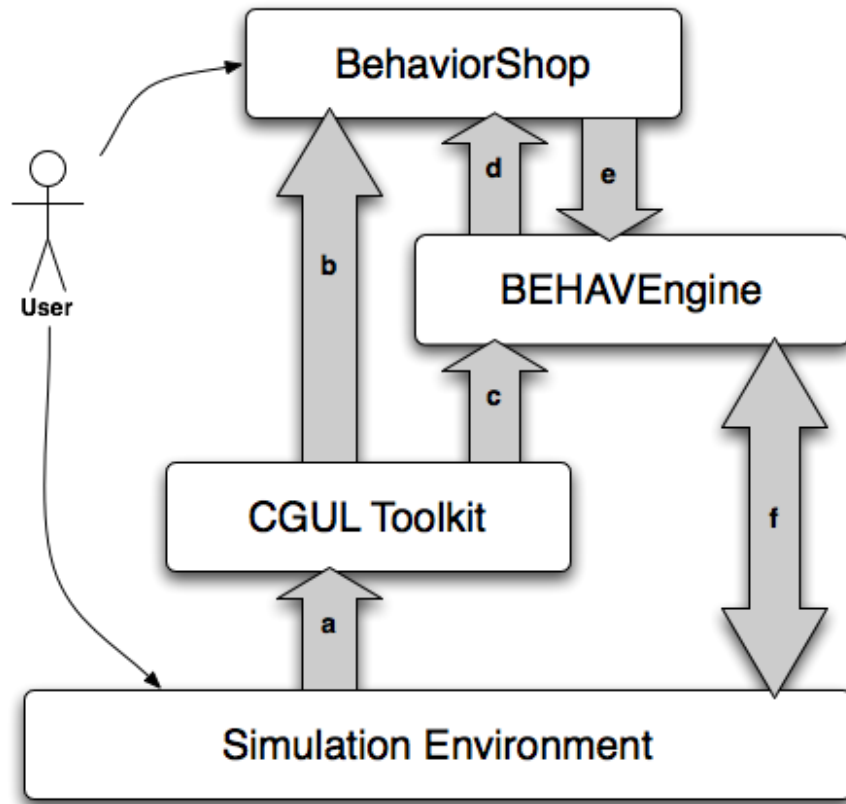 BehaviorShop
d
e
b
User
BEHAVEngine
c
CGUL Toolkit
f
a
Simulation Environment